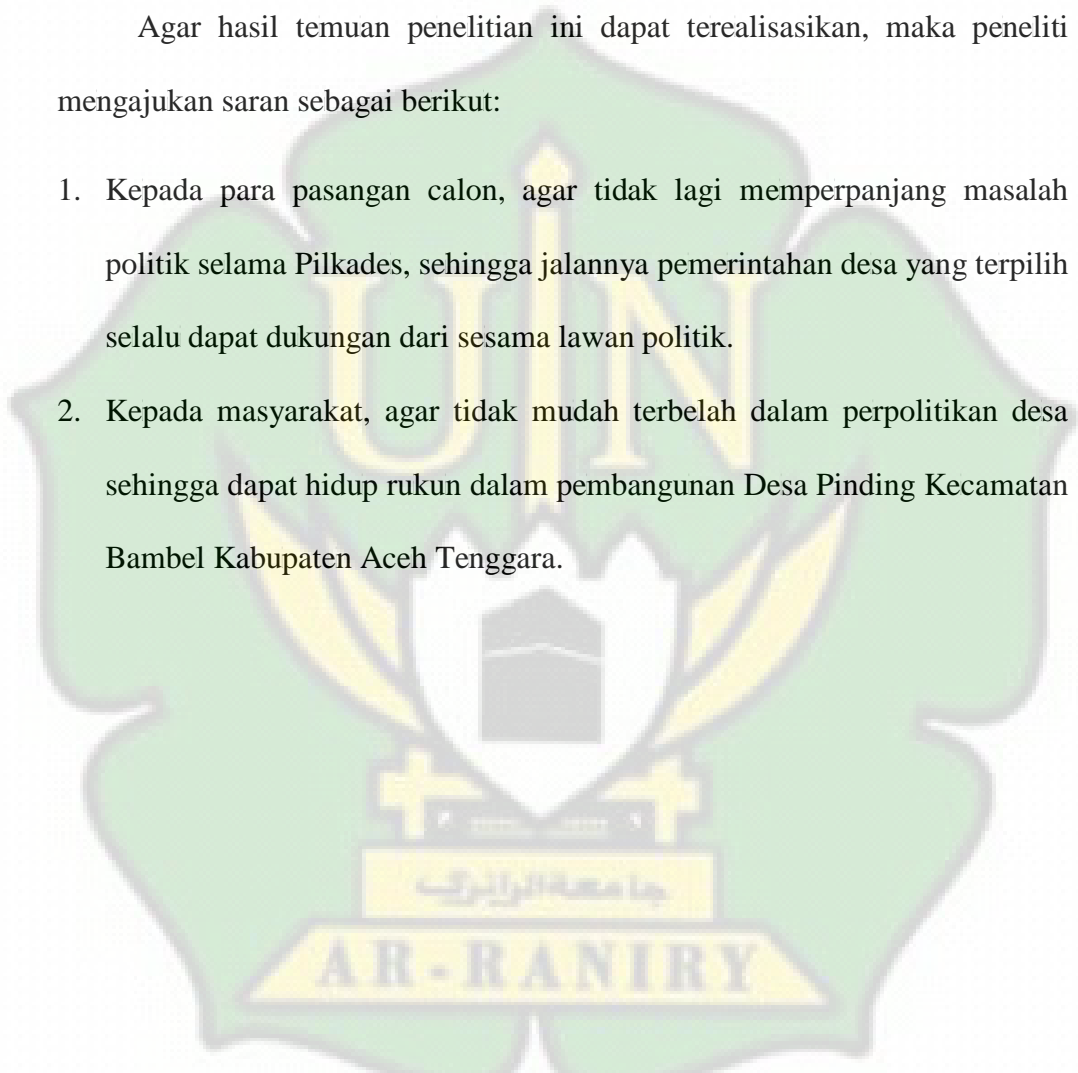 Agar hasil temuan penelitian ini dapat terealisasikan, maka peneliti
mengajukan saran sebagai berikut:
1. Kepada para pasangan calon, agar tidak lagi memperpanjang masalah
politik selama Pilkades, sehingga jalannya pemerintahan desa yang terpilih
selalu dapat dukungan dari sesama lawan politik.
2. Kepada masyarakat, agar tidak mudah terbelah dalam perpolitikan desa
sehingga dapat hidup rukun dalam pembangunan Desa Pinding Kecamatan
Bambel Kabupaten Aceh Tenggara.
UIN
جامعة الرانري
AR-RANIRY